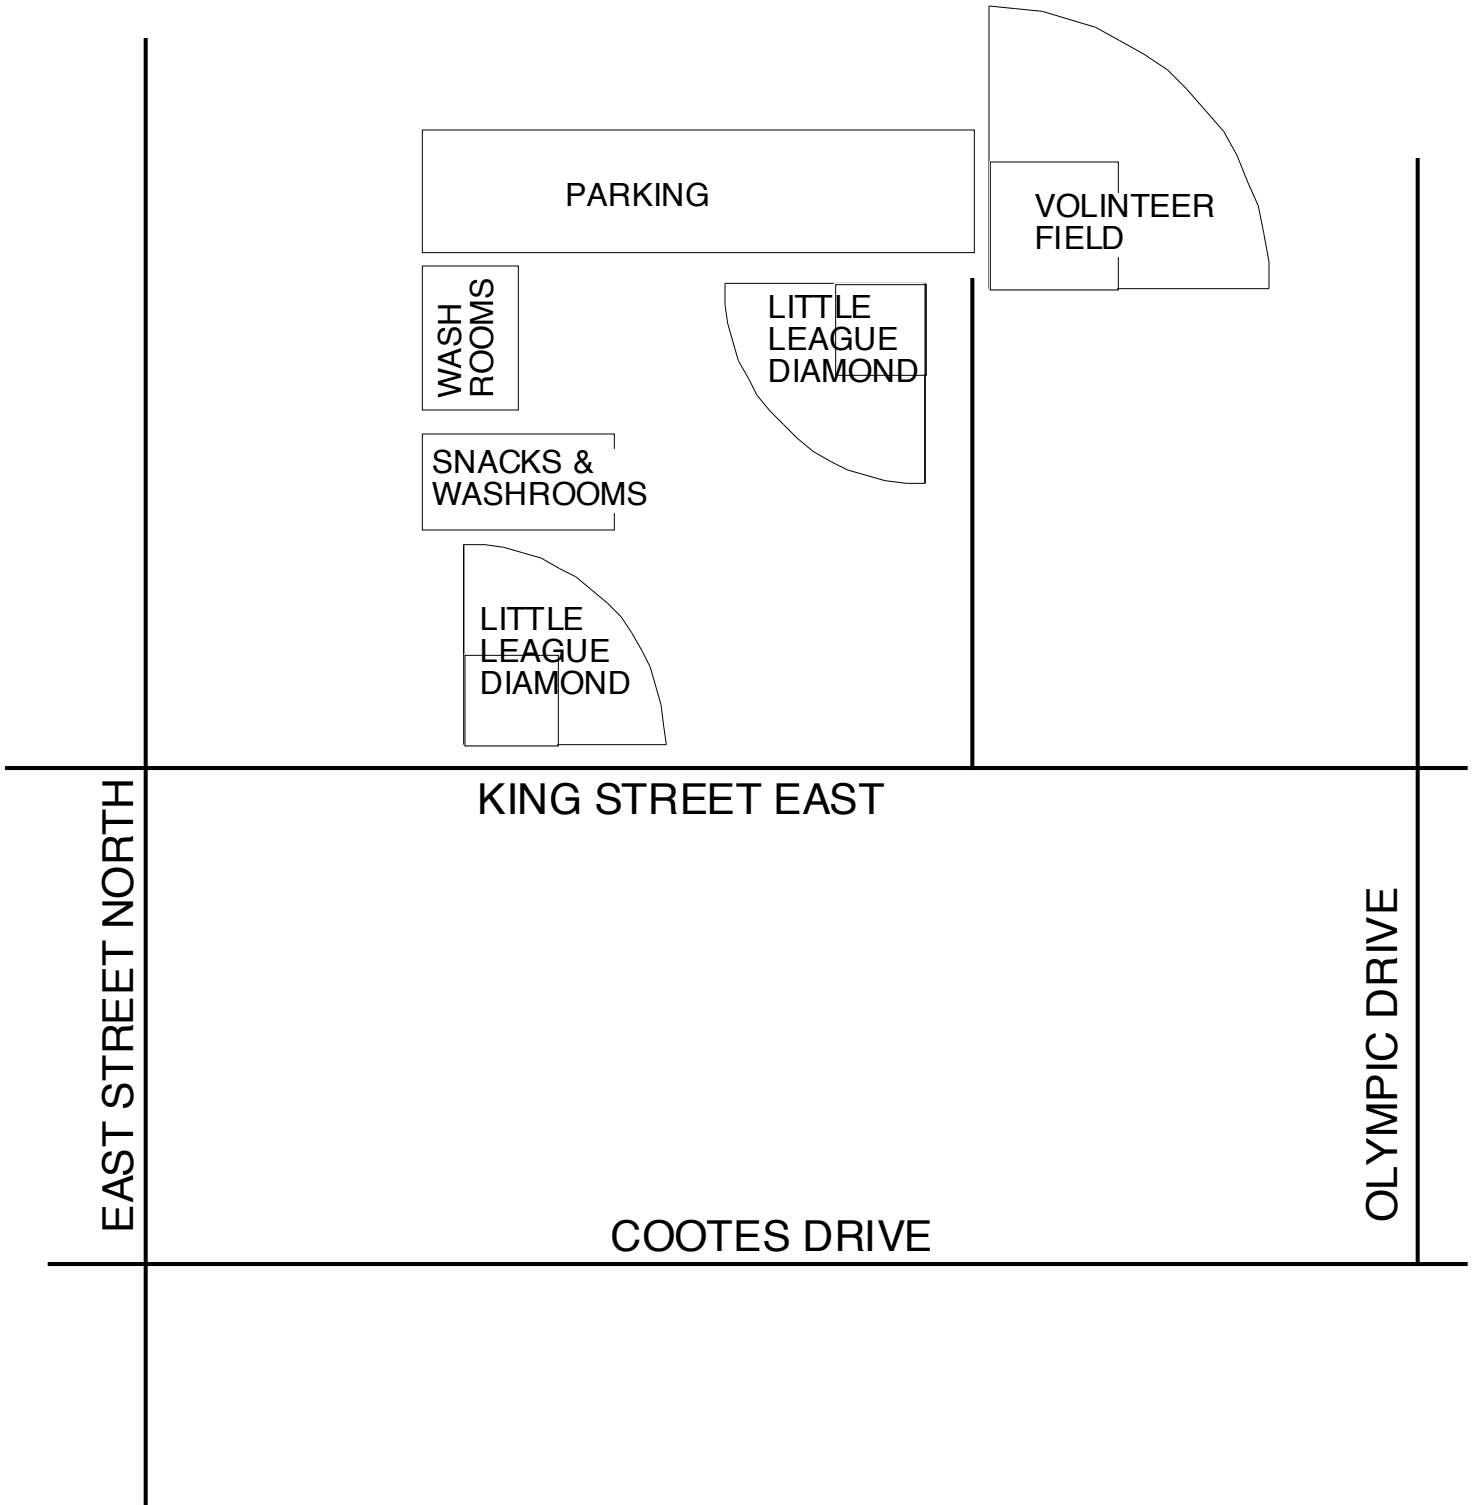 PARKING
VOLINTEER
FIELD
WASH
ROOMS
LITTLE
LEAGUE
DIAMOND
SNACKS &
WASHROOMS
LITTLE
LEAGUE
DIAMOND
KING STREET EAST
EAST STREET NORTH
OLYMPIC DRIVE
COOTES DRIVE